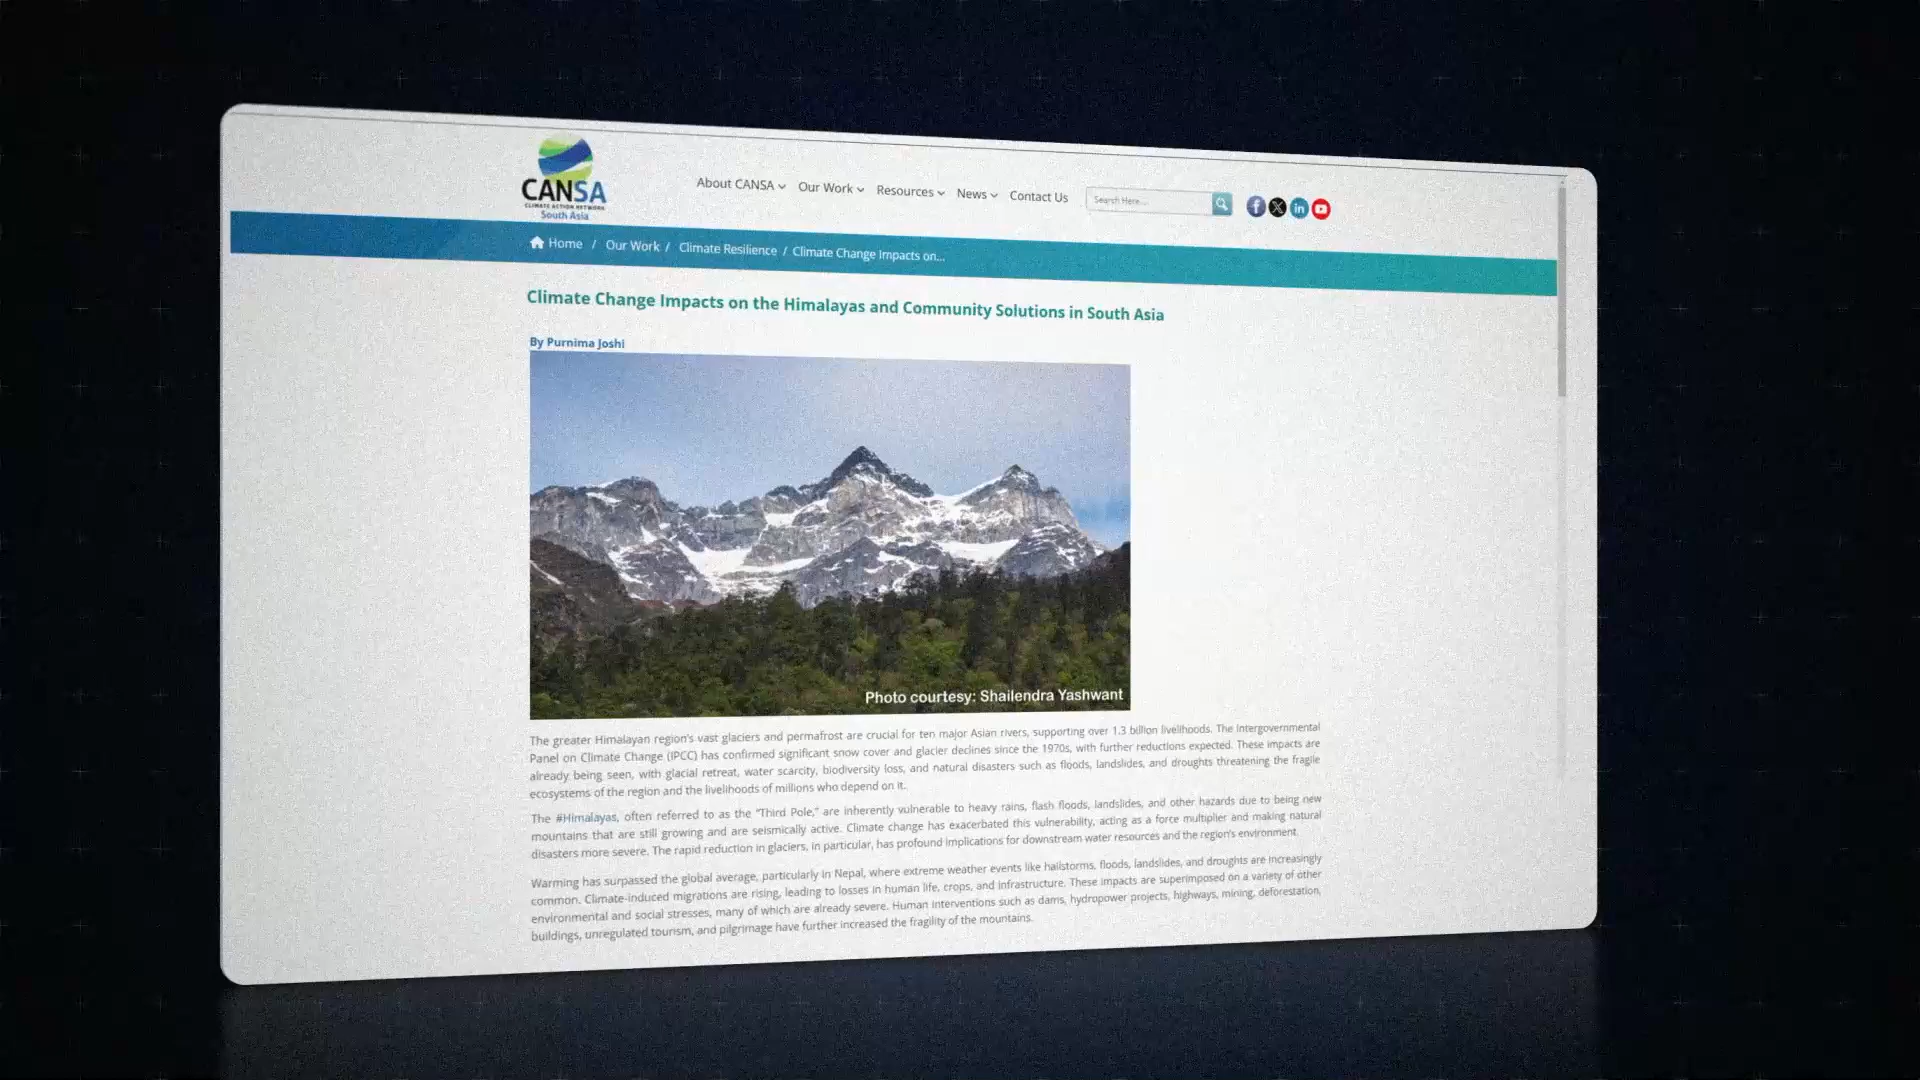 CANSA
CLIMATE ACTION NETWORK
South Asia
About CANSA
Our Work
Resources
News
Contact Us
Search Here...
Home / Our Work / Climate Resilience / Climate Change Impacts on...
Climate Change Impacts on the Himalayas and Community Solutions in South Asia
By Purnima Joshi
Photo courtesy: Shailendra Yashwant
The greater Himalayan region's vast glaciers and permafrost are crucial for ten major Asian rivers, supporting over 1.3 billion livelihoods. The Intergovernmental
Panel on Climate Change (IPCC) has confirmed significant snow cover and glacier declines since the 1970s, with further reductions expected. These impacts are
already being seen, with glacial retreat, water scarcity, biodiversity loss, and natural disasters such as floods, landslides, and droughts threatening the fragile
ecosystems of the region and the livelihoods of millions who depend on it.
The #Himalayas, often referred to as the "Third Pole," are inherently vulnerable to heavy rains, flash floods, landslides, and other hazards due to being new
mountains that are still growing and are seismically active. Climate change has exacerbated this vulnerability, acting as a force multiplier and making natural
disasters more severe. The rapid reduction in glaciers, in particular, has profound implications for downstream water resources and the region's environment.
Warming has surpassed the global average, particularly in Nepal, where extreme weather events like hailstorms, floods, landslides, and droughts are increasingly
common. Climate-induced migrations are rising, leading to losses in human life, crops, and infrastructure. These impacts are superimposed on a variety of other
environmental and social stresses, many of which are already severe. Human interventions such as dams, hydropower projects, highways, mining, deforestation,
buildings, unregulated tourism, and pilgrimage have further increased the fragility of the mountains.